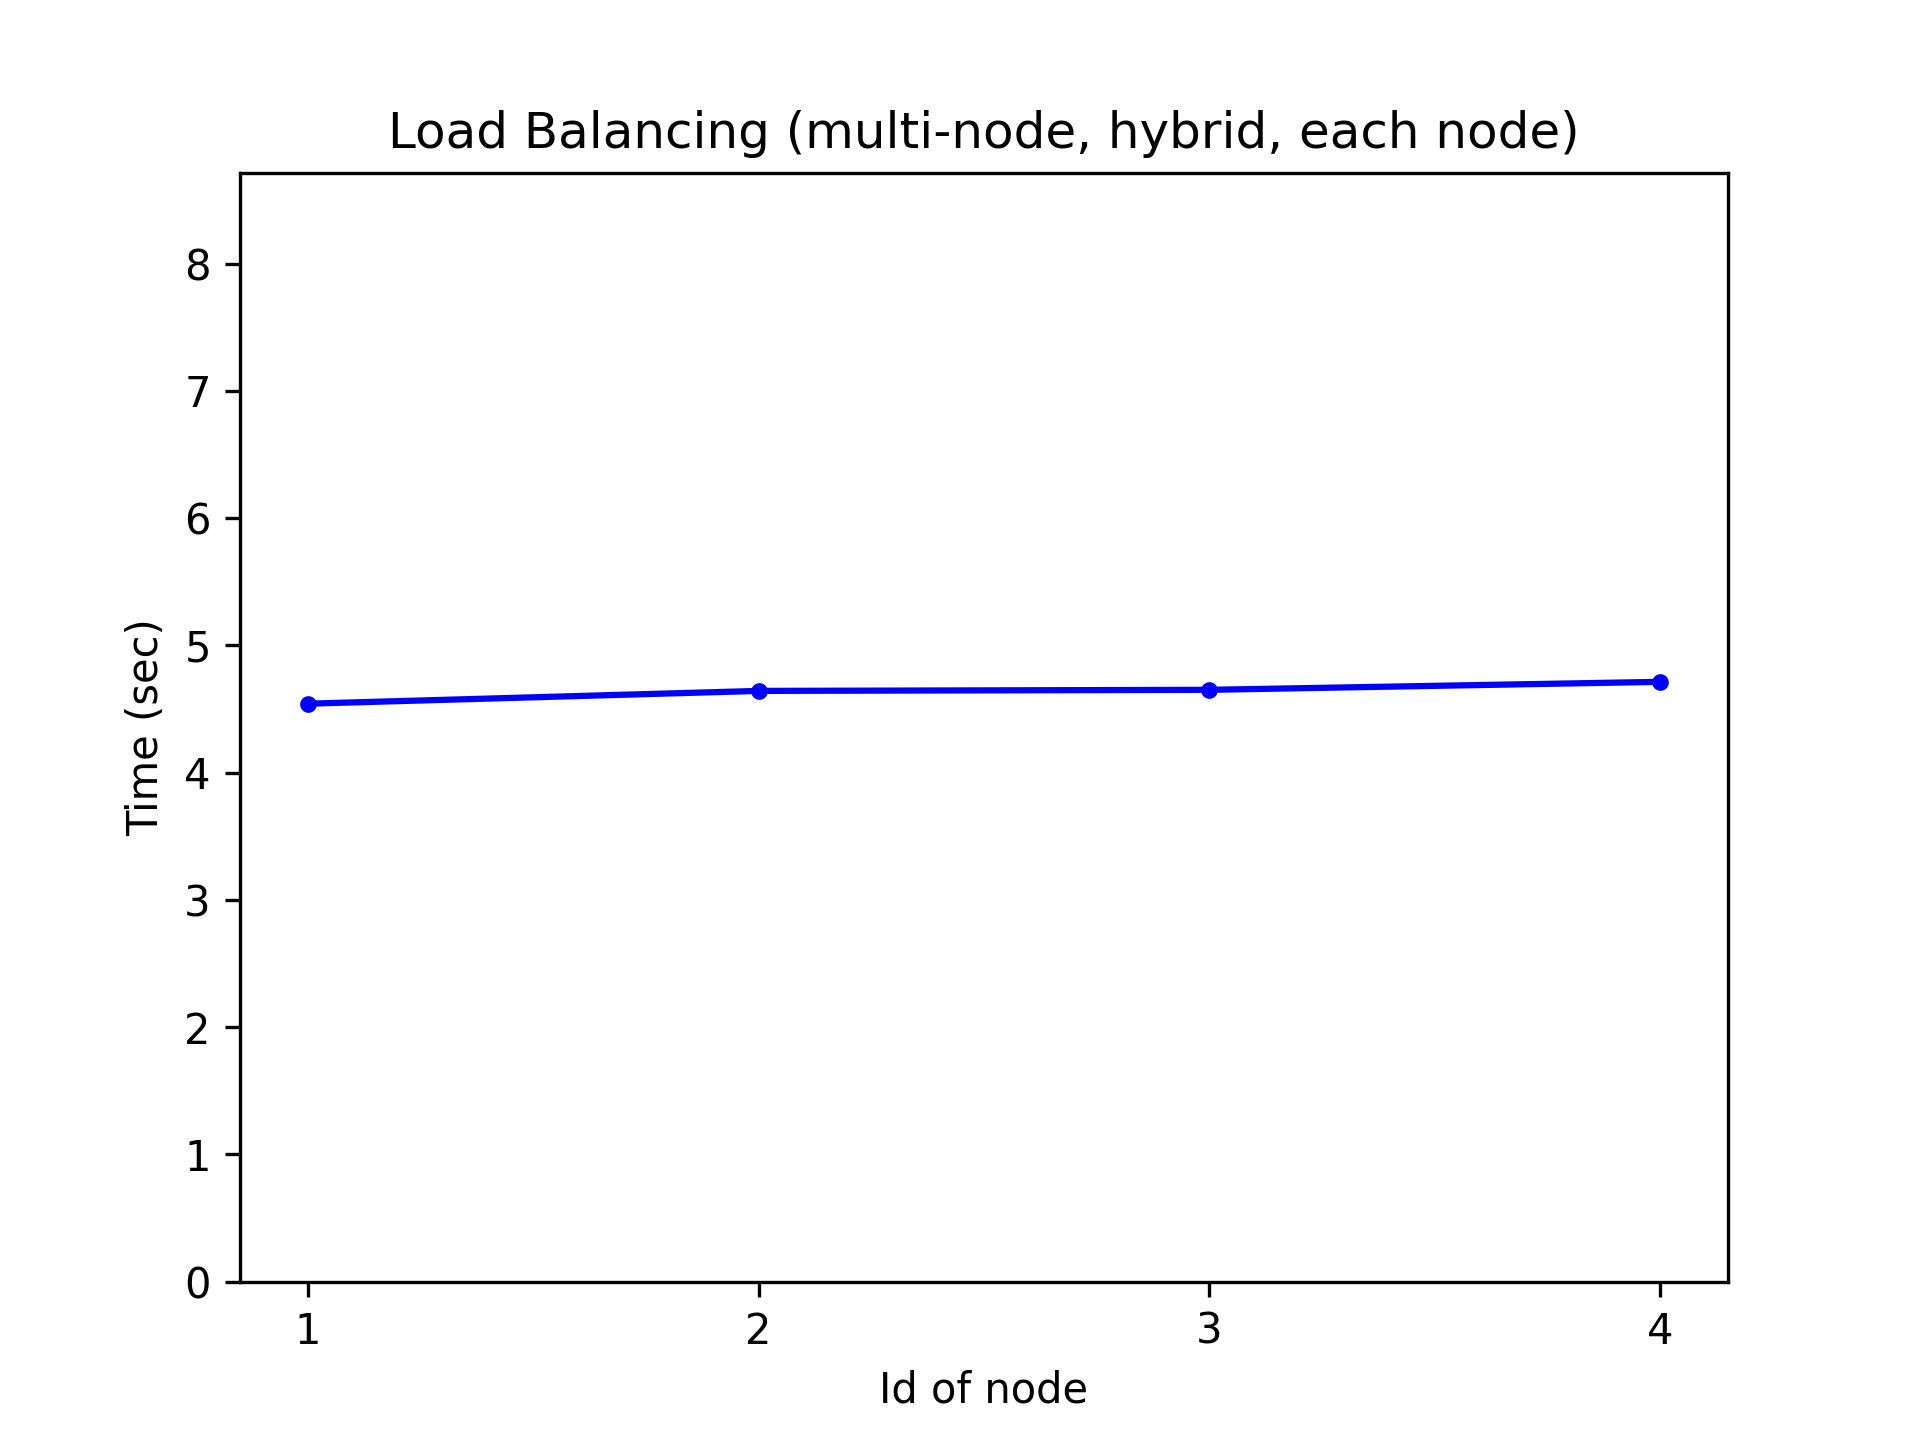 Load Balancing (multi-node, hybrid, each node)
8
7
6
5
4
3
2
1
0
Time (sec)
1 2 3 4
Id of node